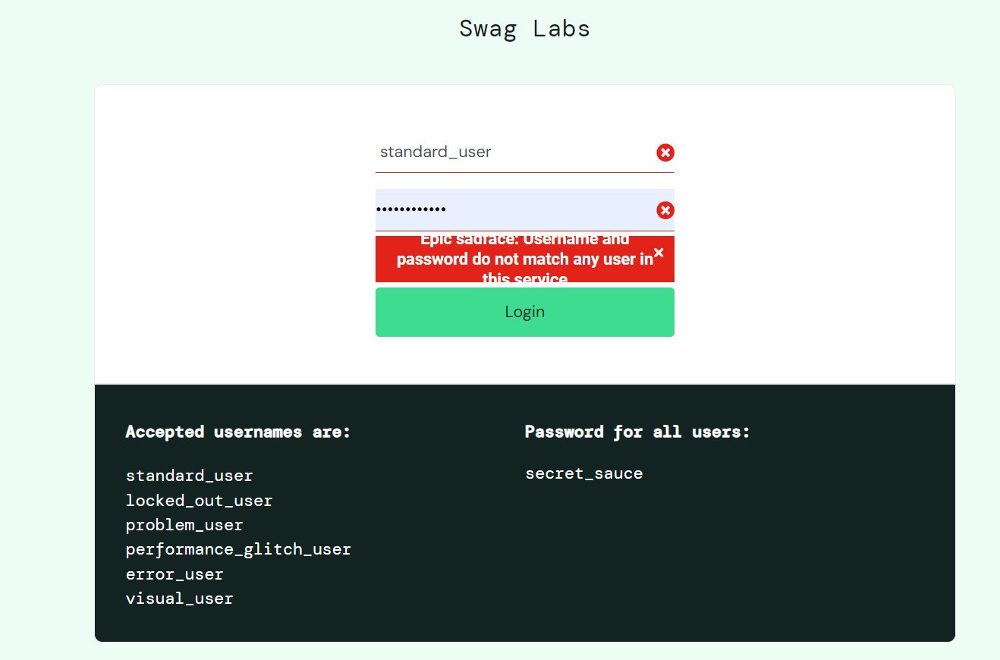 Swag Labs
standard_user
••••••••••••
Epic sadface: Username and
password do not match any user in
this service
Login
Accepted usernames are:
standard_user
locked_out_user
problem_user
performance_glitch_user
error_user
visual_user
Password for all users:
secret_sauce